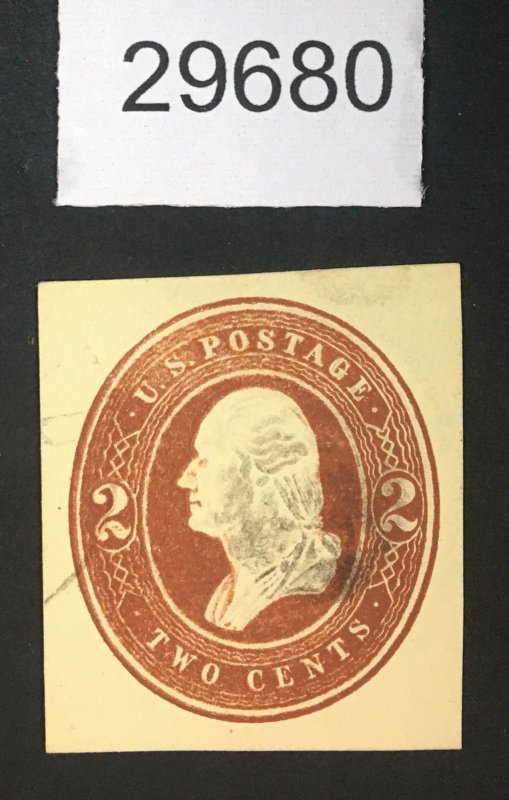 29680
U.S. POSTAGE
2 2
TWO CENTS